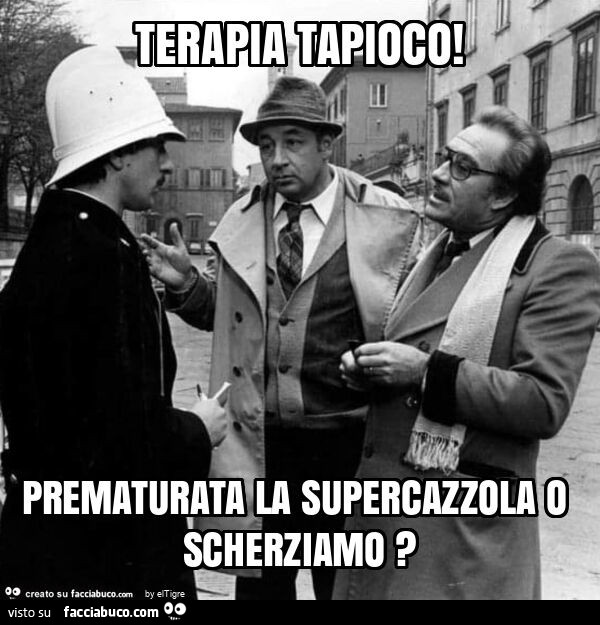 TERAPIA TAPIOCO!
PREMATURATA LA SUPERCAZZOLA O
SCHERZIAMO ?
creato su facciabuco.com by elTigre
visto su facciabuco.com